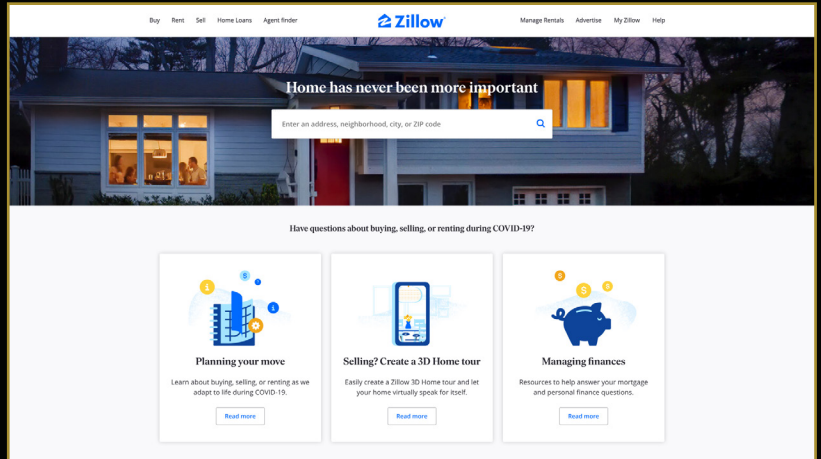 Buy Rent Sell Home Loans Agent finder Zillow Manage Rentals Advertise My Zillow Help
Home has never been more important
Enter an address, neighborhood, city, or ZIP code
Have questions about buying, selling, or renting during COVID-19?
Planning your move
Learn about buying, selling, or renting as we
adapt to life during COVID-19.
Read more
Selling? Create a 3D Home tour
Easily create a Zillow 3D Home tour and let
your home virtually speak for itself.
Read more
Managing finances
Resources to help answer your mortgage
and personal finance questions.
Read more